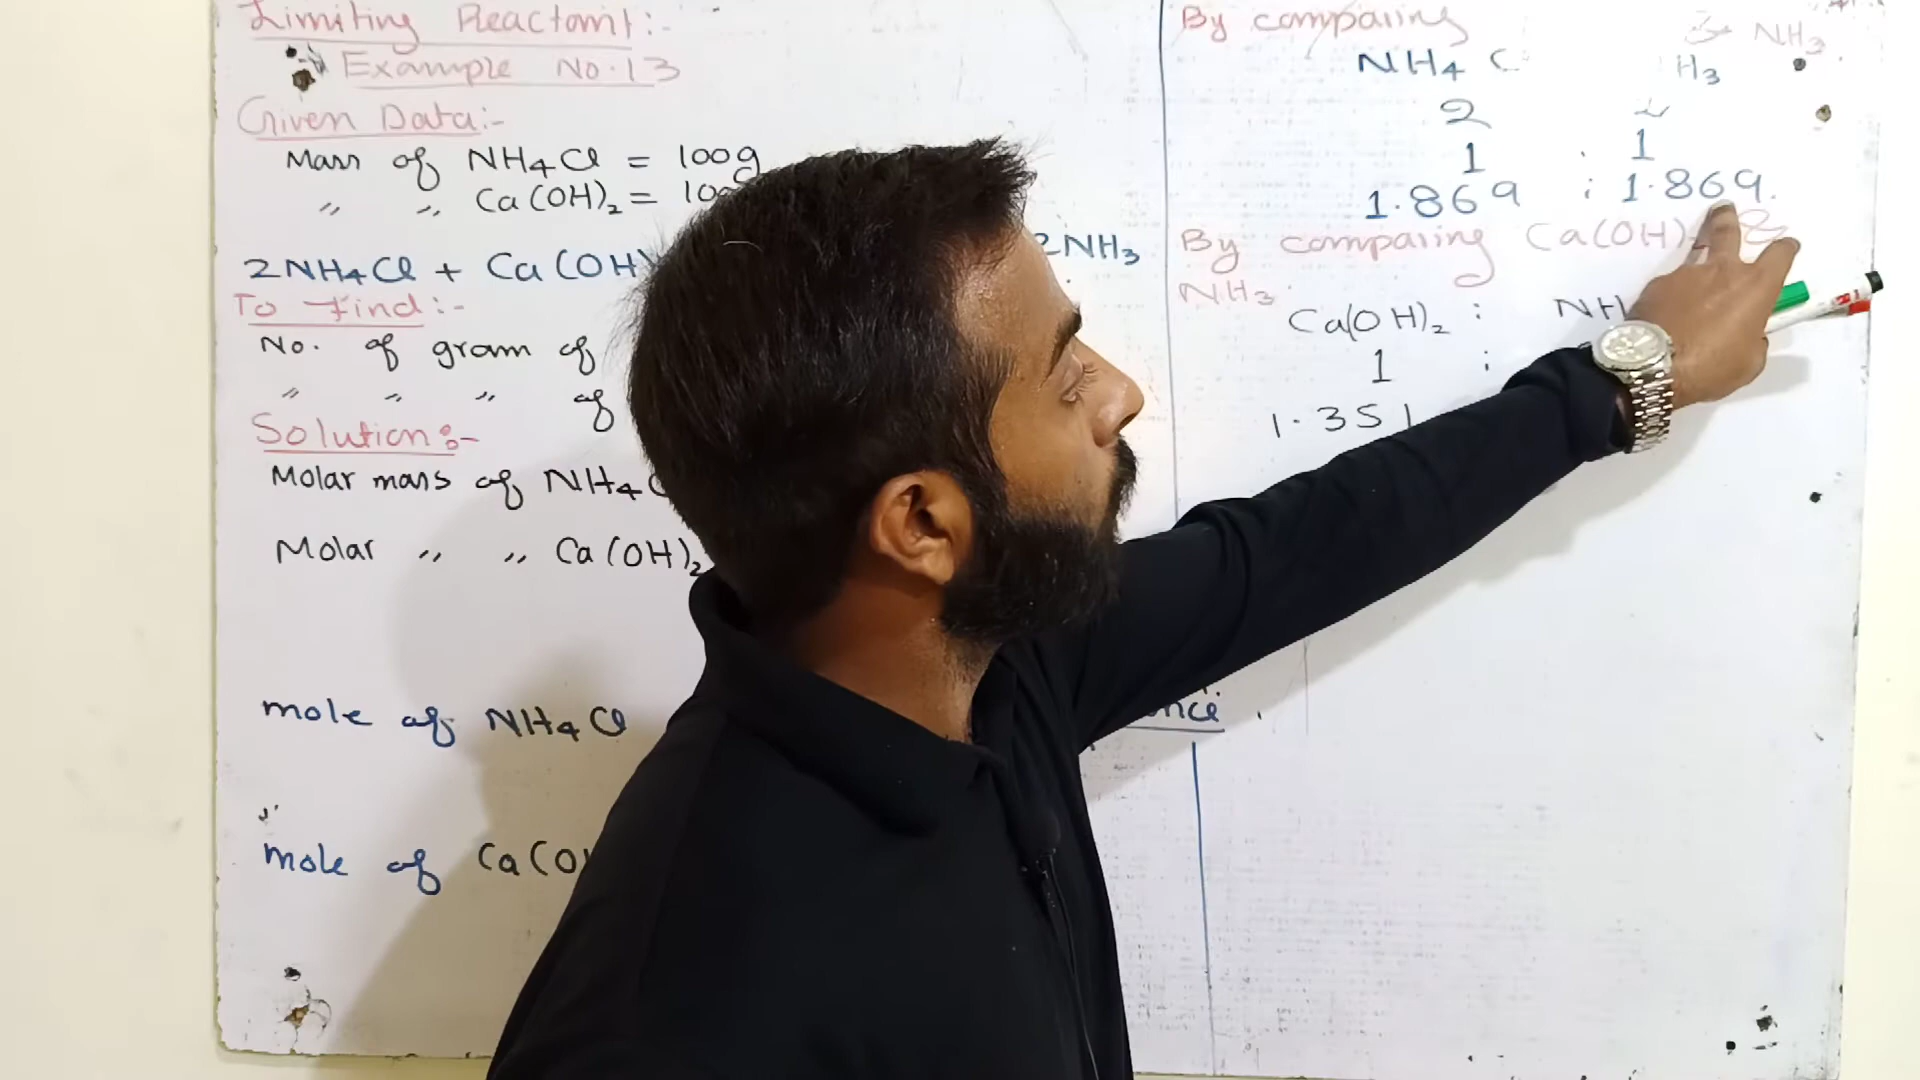 Limiting Reactant:-
Example No.13
Given Data:-
Mass of NH4Cl = 100g
" " Ca(OH)2 = 10
2NH4Cl + Ca(OH) 2NH3
To Find:-
No. of gram of
" " " of
Solution:-
Molar mass of NH4C
Molar " " Ca(OH)2
mole of NH4Cl
mole of Ca(O
By comparing & NH3
NH4 C H3
2 2
1 : 1
1.869 : 1.869.
By comparing Ca(OH)2 &
NH3.
Ca(OH)2 : NH
1 :
1.351